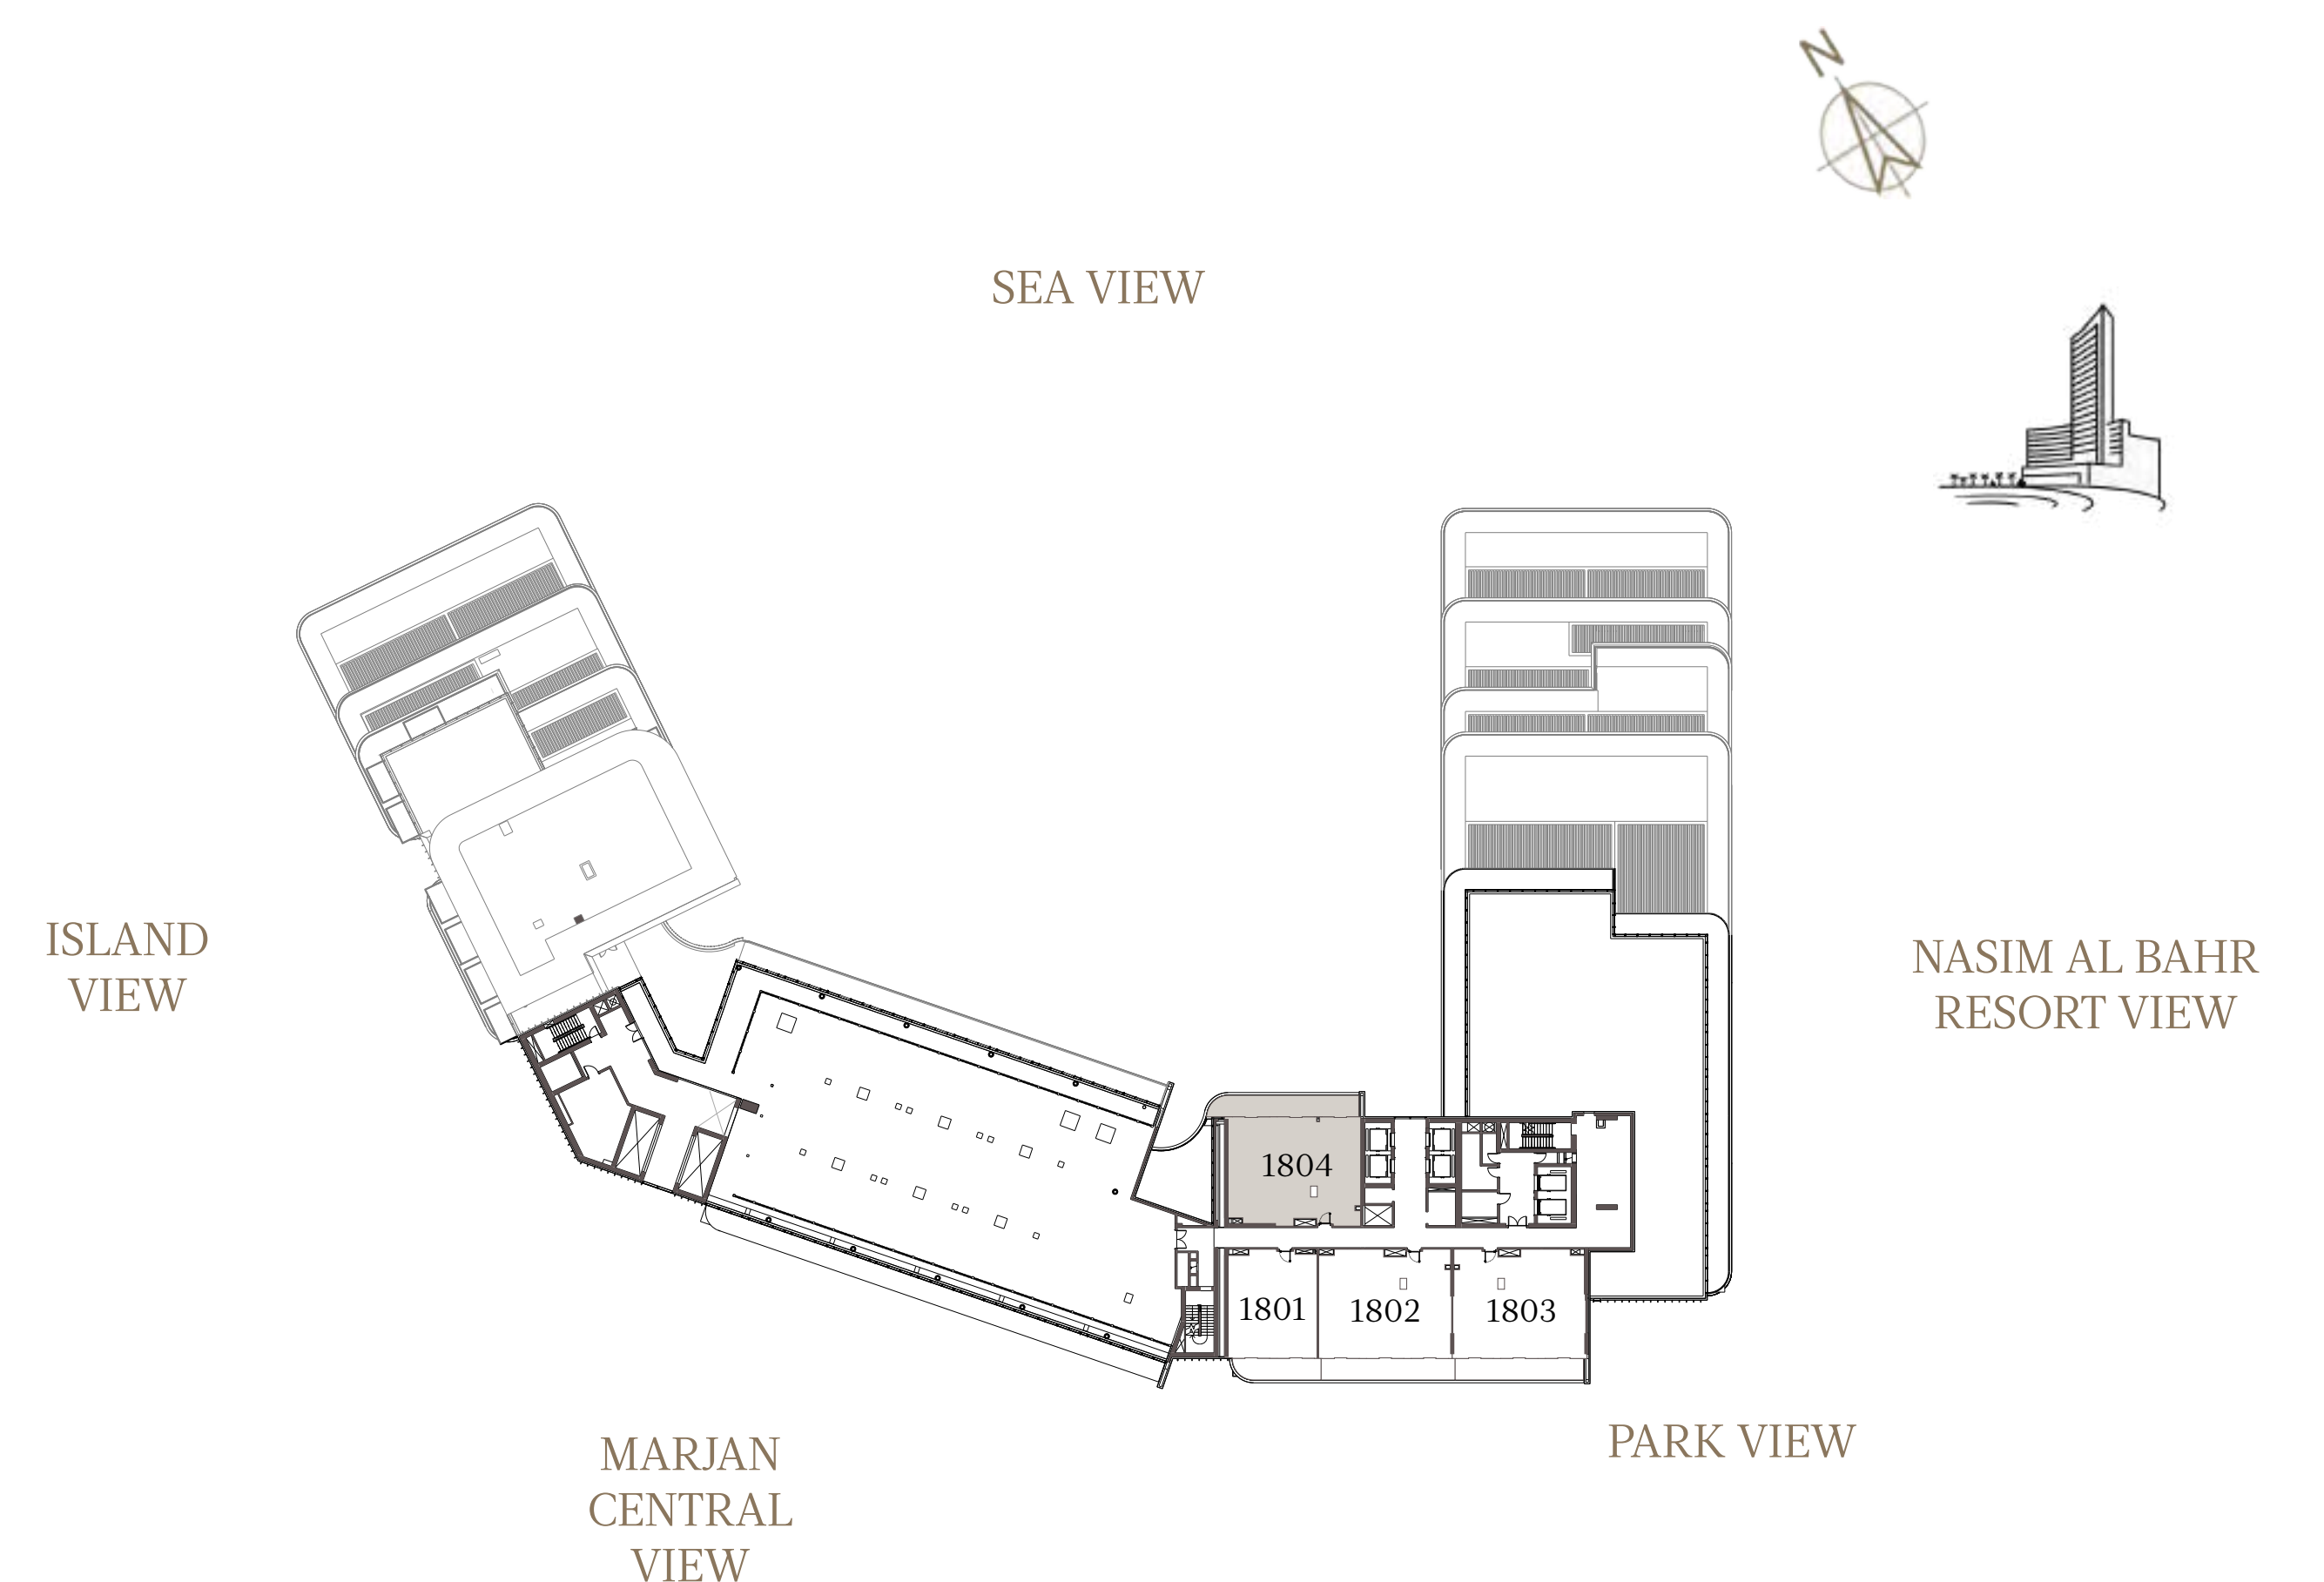 N
SEA VIEW
ISLAND
VIEW
NASIM AL BAHR
RESORT VIEW
1804
1801
1802
1803
PARK VIEW
MARJAN
CENTRAL
VIEW